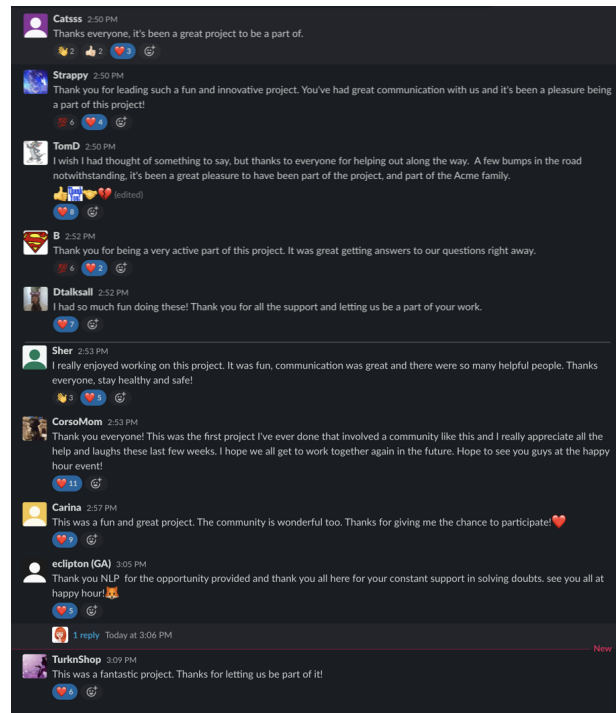 Catsss 2:50 PM
Thanks everyone, it's been a great project to be a part of.
2 2 3
Strappy 2:50 PM
Thank you for leading such a fun and innovative project. You've had great communication with us and it's been a pleasure being
a part of this project!
6 4
TomD 2:50 PM
I wish I had thought of something to say, but thanks to everyone for helping out along the way. A few bumps in the road
notwithstanding, it's been a great pleasure to have been part of the project, and part of the Acme family.
(edited)
8
B 2:52 PM
Thank you for being a very active part of this project. It was great getting answers to our questions right away.
6 2
Dtalksall 2:52 PM
I had so much fun doing these! Thank you for all the support and letting us be a part of your work.
7
Sher 2:53 PM
I really enjoyed working on this project. It was fun, communication was great and there were so many helpful people. Thanks
everyone, stay healthy and safe!
3 5
CorsoMom 2:53 PM
Thank you everyone! This was the first project I've ever done that involved a community like this and I really appreciate all the
help and laughs these last few weeks. I hope we all get to work together again in the future. Hope to see you guys at the happy
hour event!
11
Carina 2:57 PM
This was a fun and great project. The community is wonderful too. Thanks for giving me the chance to participate!
9
eclipton (GA) 3:05 PM
Thank you NLP for the opportunity provided and thank you all here for your constant support in solving doubts. see you all at
happy hour!
5
1 reply Today at 3:06 PM
New
TurknShop 3:09 PM
This was a fantastic project. Thanks for letting us be part of it!
6